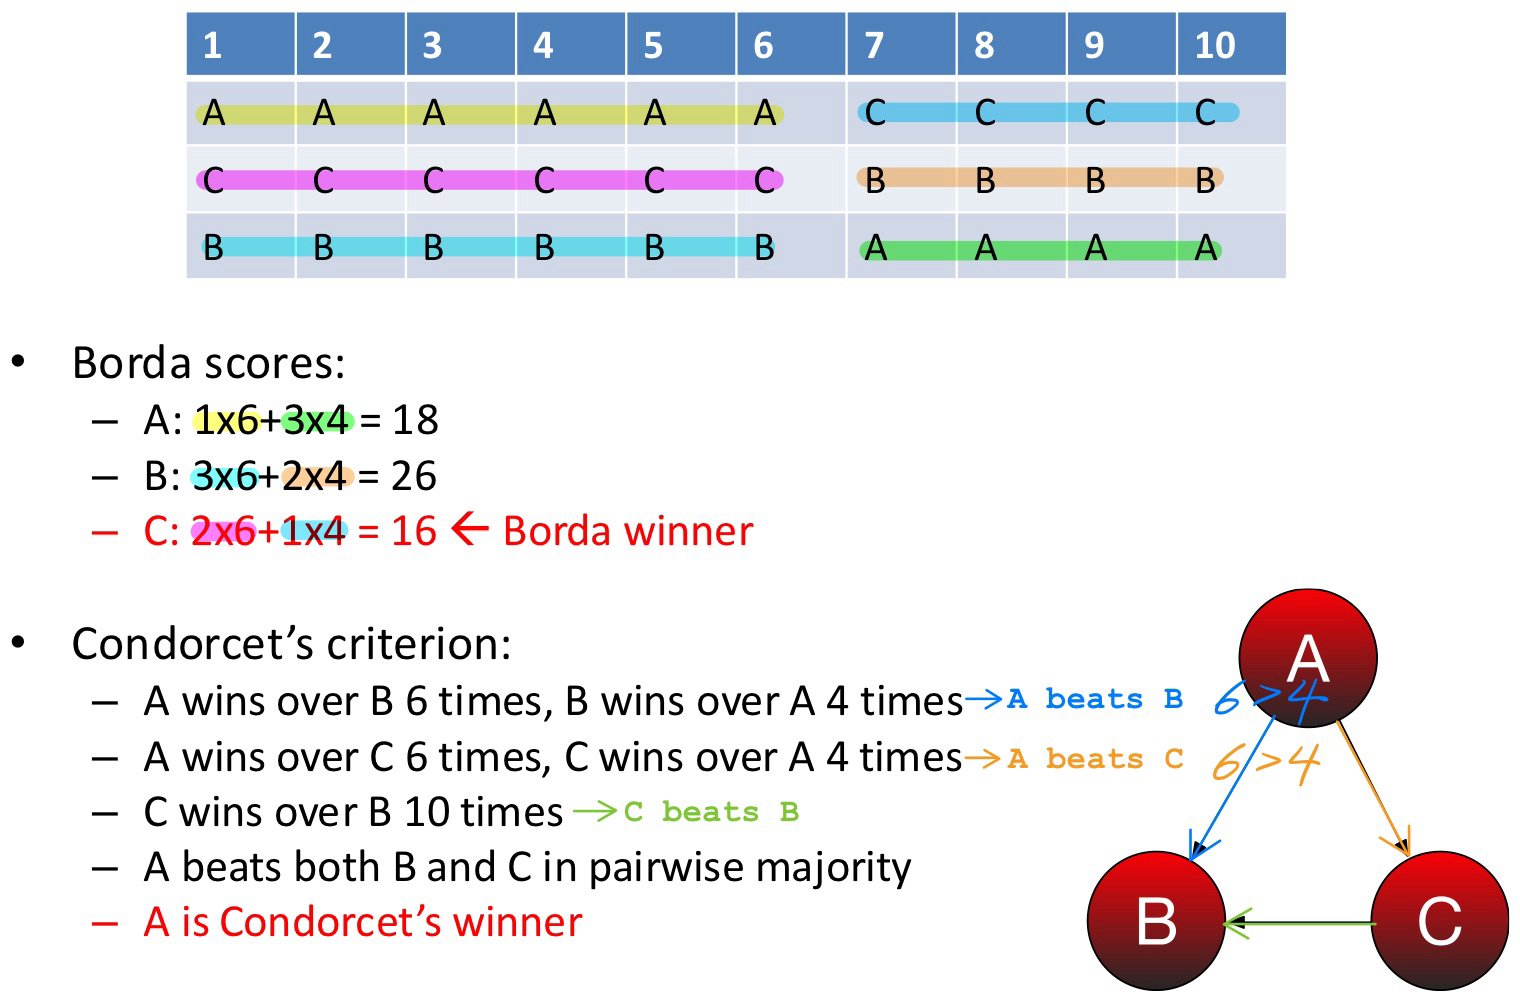 1 2 3 4 5 6 7 8 9 10
A A A A A A C C C C
C C C C C C B B B B
B B B B B B A A A A
• Borda scores:
– A: 1x6+3x4 = 18
– B: 3x6+2x4 = 26
– C: 2x6+1x4 = 16 ← Borda winner
• Condorcet’s criterion:
– A wins over B 6 times, B wins over A 4 times → A beats B 6>4
– A wins over C 6 times, C wins over A 4 times → A beats C 6>4
– C wins over B 10 times → C beats B
– A beats both B and C in pairwise majority
– A is Condorcet’s winner
A
B C